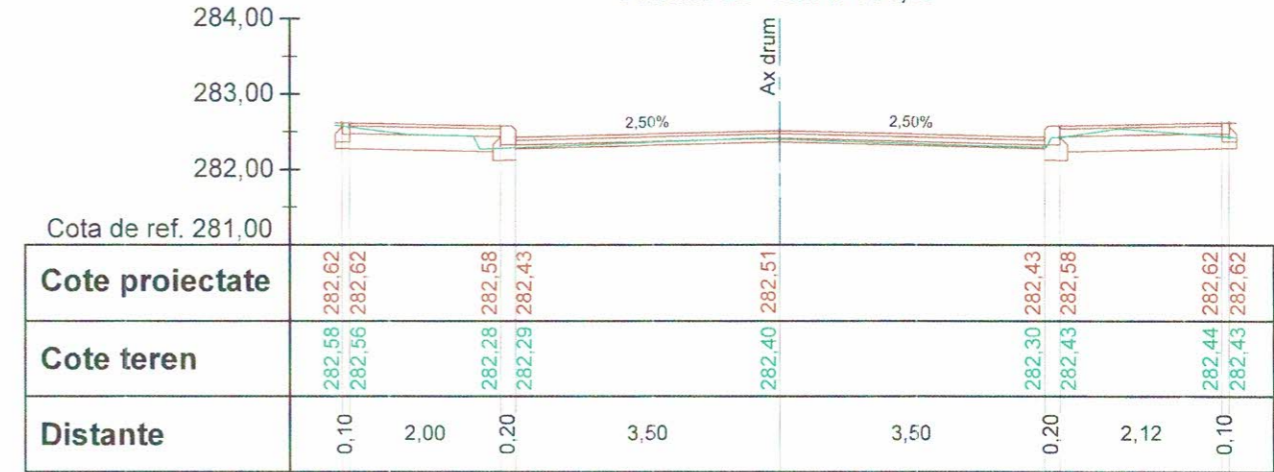 284,00
283,00
282,00
Cota de ref. 281,00
Ax drum
2,50% 2,50%
Cote proiectate 282,62 282,62 282,58 282,43 282,51 282,43 282,58 282,62 282,62
Cote teren 282,58 282,56 282,28 282,29 282,40 282,30 282,43 282,44 282,43
Distante 0,10 2,00 0,20 3,50 3,50 0,20 2,12 0,10